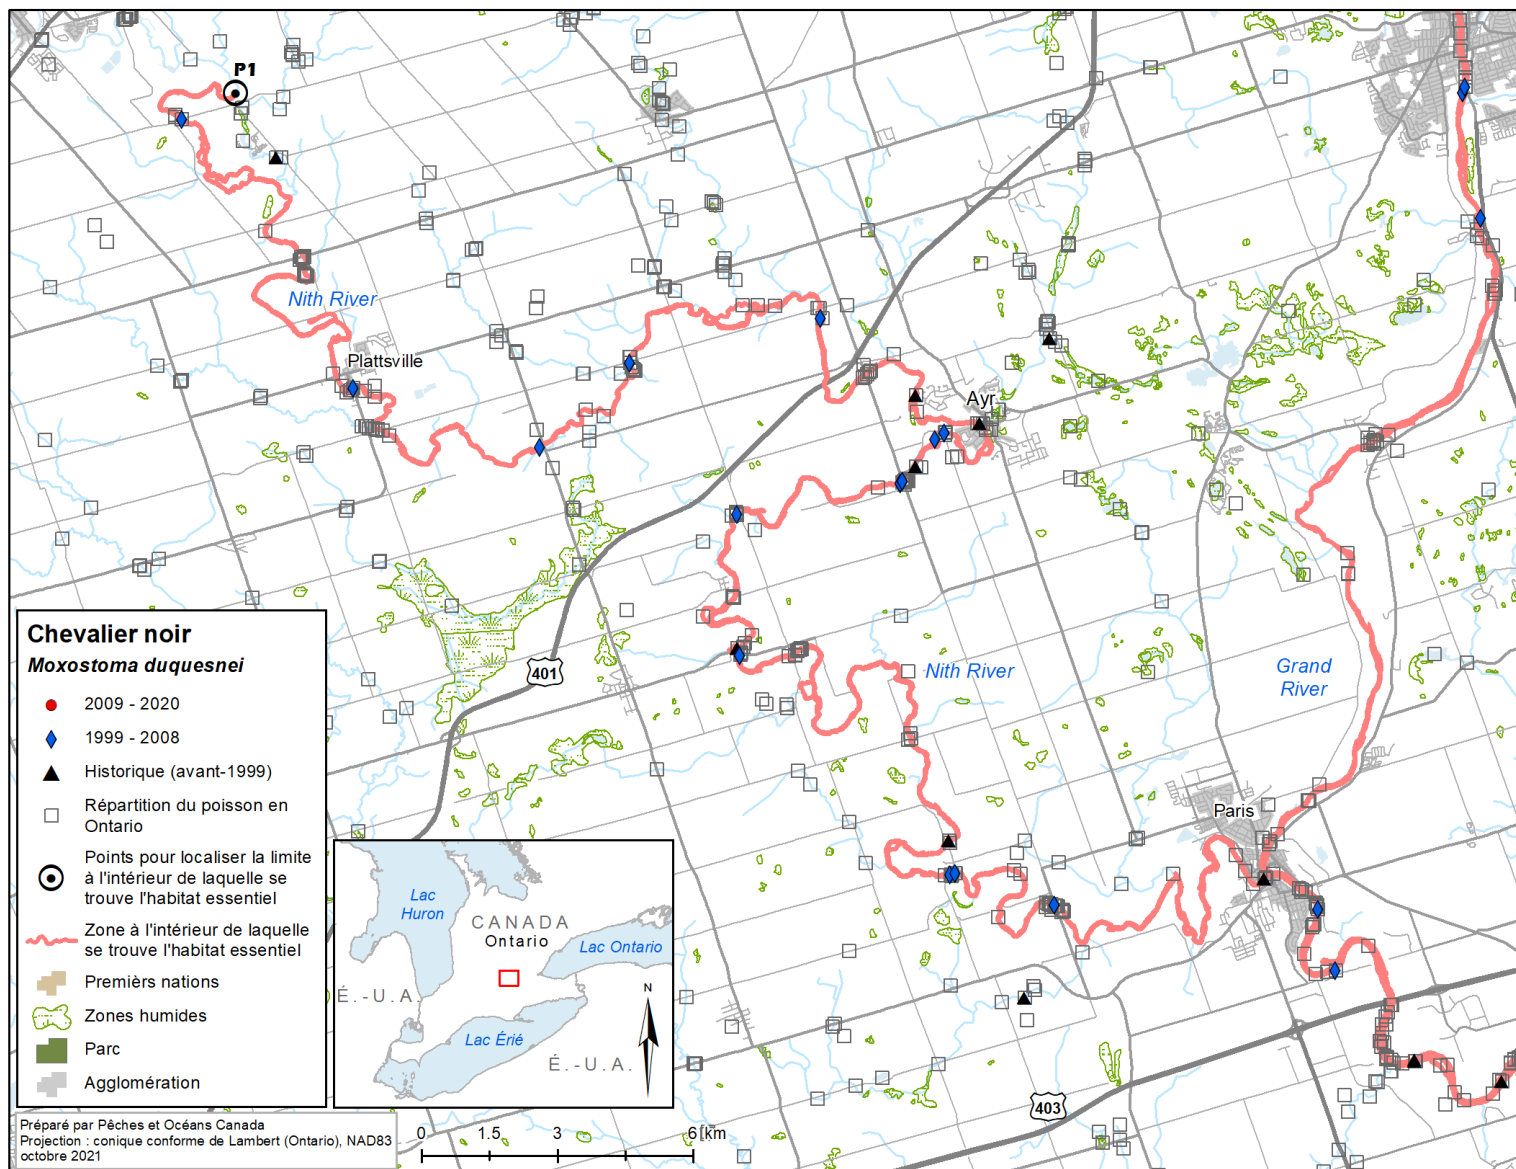 P1
Nith River
Plattsville
Ayr
401
Nith River
Grand
River
Paris
403
Chevalier noir
Moxostoma duquesnei
2009 - 2020
1999 - 2008
Historique (avant-1999)
Répartition du poisson en
Ontario
Points pour localiser la limite
à l'intérieur de laquelle se
trouve l'habitat essentiel
Zone à l'intérieur de laquelle
se trouve l'habitat essentiel
Premièrs nations
Zones humides
Parc
Agglomération
Lac
Huron
CANADA
Ontario
Lac Ontario
É.-U.A.
Lac Érié
É.-U.A.
N
Préparé par Pêches et Océans Canada
Projection : conique conforme de Lambert (Ontario), NAD83
octobre 2021
0 1.5 3 6 km